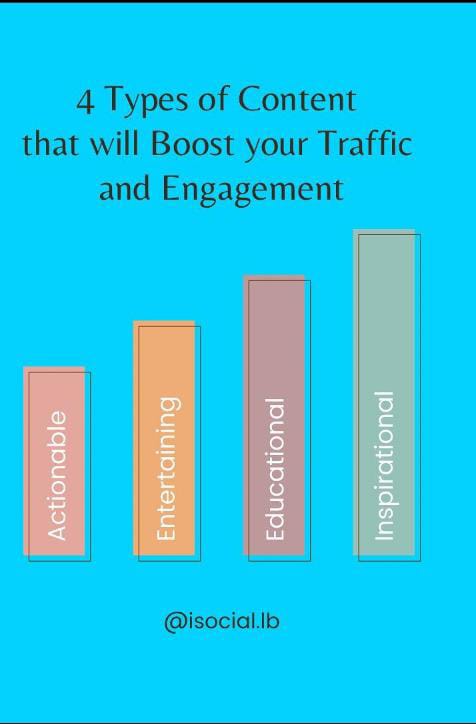 4 Types of Content
that will Boost your Traffic
and Engagement
Actionable
Entertaining
Educational
Inspirational
@isocial.lb